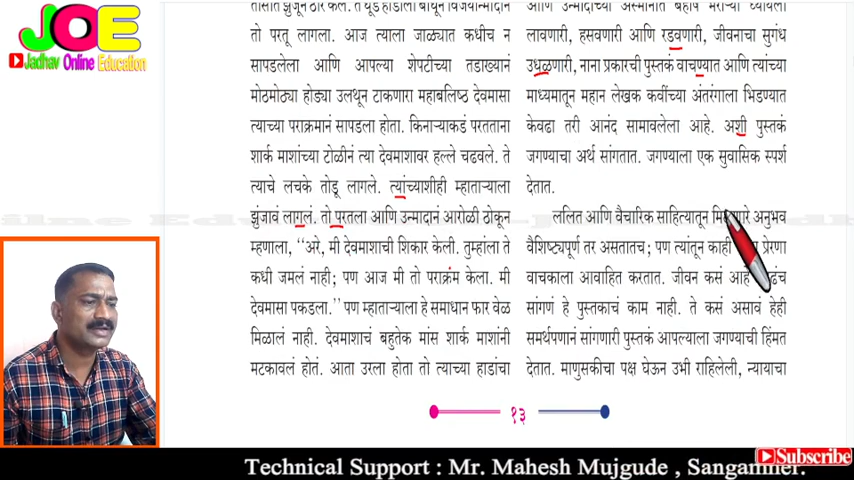 JOE
Jadhav Online Education
तो परतू लागला. आज त्याला जाळ्यात कधीच न
सापडलेला आणि आपल्या शेपटीच्या तडाख्यानं
मोठमोठ्या होड्या उलथून टाकणारा महाबलिष्ठ देवमासा
त्याच्या पराक्रमानं सापडला होता. किनाऱ्याकडं परतताना
शार्क माशांच्या टोळीनं त्या देवमाशावर हल्ले चढवले. ते
त्याचे लचके तोडू लागले. त्यांच्याशीही म्हाताऱ्याला
झुंजावं लागलं. तो परतला आणि उन्मादानं आरोळी ठोकून
म्हणाला, “अरे, मी देवमाशाची शिकार केली. तुम्हांला ते
कधी जमलं नाही; पण आज मी तो पराक्रम केला. मी
देवमासा पकडला.” पण म्हाताऱ्याला हे समाधान फार वेळ
मिळालं नाही. देवमाशाचं बहुतेक मांस शार्क माशांनी
मटकावलं होतं. आता उरला होता तो त्याच्या हाडांचा
आणि उन्मादाच्या अस्मानात बहाप भराऱ्या घ्यायला
लावणारी, हसवणारी आणि रडवणारी, जीवनाचा सुगंध
उधळणारी, नाना प्रकारची पुस्तकं वाचण्यात आणि त्यांच्या
माध्यमातून महान लेखक कवींच्या अंतरंगाला भिडण्यात
केवढा तरी आनंद सामावलेला आहे. अशी पुस्तकं
जगण्याचा अर्थ सांगतात. जगण्याला एक सुवासिक स्पर्श
देतात.
ललित आणि वैचारिक साहित्यातून अनुभव
वैशिष्ट्यपूर्ण तर असतातच; पण त्यांतून काही प्रेरणा
वाचकाला आवाहित करतात. जीवन कसं आहे
सांगणं हे पुस्तकाचं काम नाही. ते कसं असावं हेही
समर्थपणानं सांगणारी पुस्तकं आपल्याला जगण्याची हिंमत
देतात. माणुसकीचा पक्ष घेऊन उभी राहिलेली, न्यायाचा
१३
Subscribe
Technical Support : Mr. Mahesh Mujgude , Sangamner.